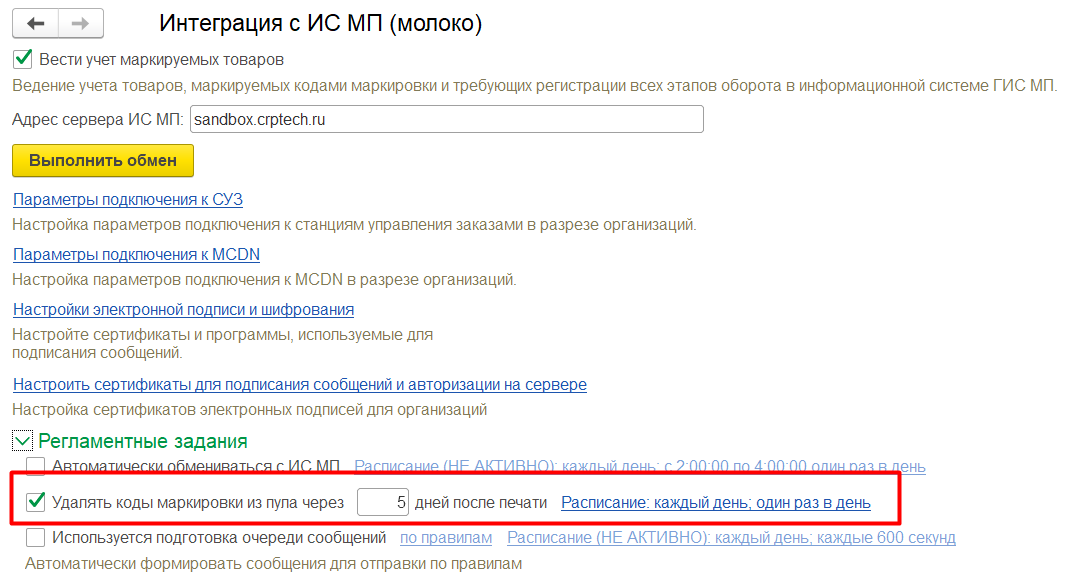 Интеграция с ИС МП (молоко)
Вести учет маркируемых товаров
Ведение учета товаров, маркируемых кодами маркировки и требующих регистрации всех этапов оборота в информационной системе ГИС МП.
Адрес сервера ИС МП: sandbox.crptech.ru
Выполнить обмен
Параметры подключения к СУЗ
Настройка параметров подключения к станциям управления заказами в разрезе организаций.
Параметры подключения к MCDN
Настройка параметров подключения к MCDN в разрезе организаций.
Настройки электронной подписи и шифрования
Настройте сертификаты и программы, используемые для
подписания сообщений.
Настроить сертификаты для подписания сообщений и авторизации на сервере
Настройка сертификатов электронных подписей для организаций
Регламентные задания
Автоматически обмениваться с ИС МП Расписание (НЕ АКТИВНО): каждый день; с 2:00:00 по 4:00:00 один раз в день
Удалять коды маркировки из пула через 5 дней после печати Расписание: каждый день; один раз в день
Используется подготовка очереди сообщений по правилам Расписание (НЕ АКТИВНО): каждый день; каждые 600 секунд
Автоматически формировать сообщения для отправки по правилам